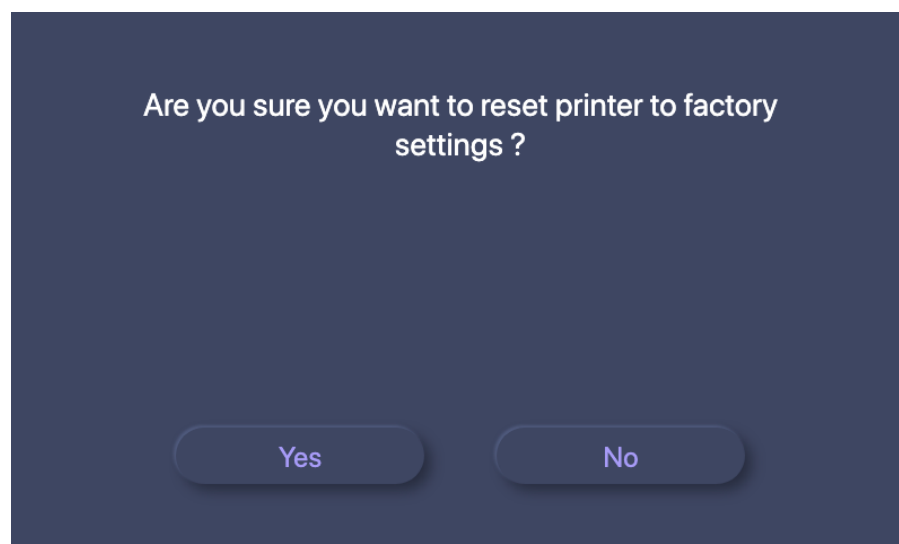 Are you sure you want to reset printer to factory
settings ?
Yes
No